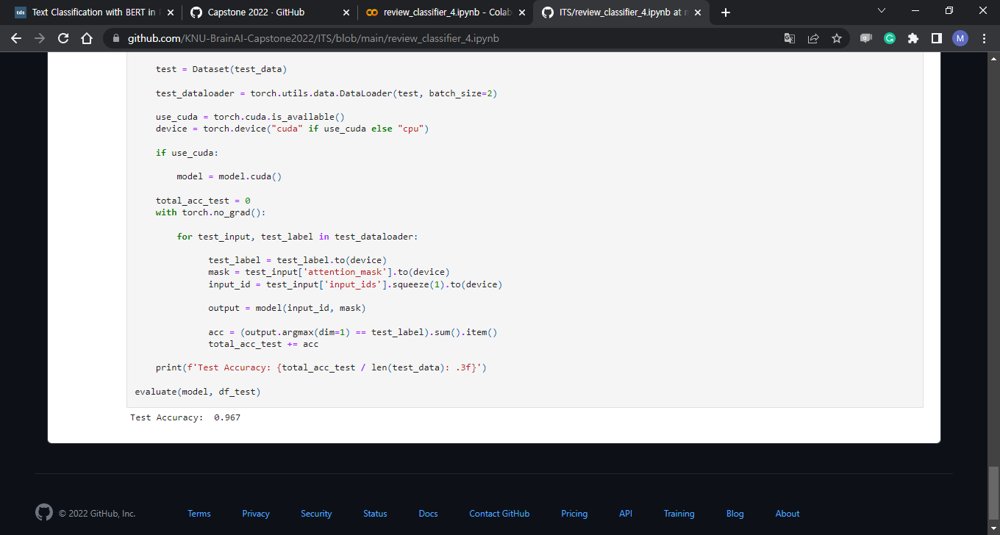 tds Text Classification with BERT in
Capstone 2022 · GitHub
review_classifier_4.ipynb - Colab
ITS/review_classifier_4.ipynb at m
github.com/KNU-BrainAI-Capstone2022/ITS/blob/main/review_classifier_4.ipynb
M
test = Dataset(test_data)
test_dataloader = torch.utils.data.DataLoader(test, batch_size=2)
use_cuda = torch.cuda.is_available()
device = torch.device("cuda" if use_cuda else "cpu")
if use_cuda:
model = model.cuda()
total_acc_test = 0
with torch.no_grad():
for test_input, test_label in test_dataloader:
test_label = test_label.to(device)
mask = test_input['attention_mask'].to(device)
input_id = test_input['input_ids'].squeeze(1).to(device)
output = model(input_id, mask)
acc = (output.argmax(dim=1) == test_label).sum().item()
total_acc_test += acc
print(f'Test Accuracy: {total_acc_test / len(test_data): .3f}')
evaluate(model, df_test)
Test Accuracy:  0.967
© 2022 GitHub, Inc. Terms Privacy Security Status Docs Contact GitHub Pricing API Training Blog About